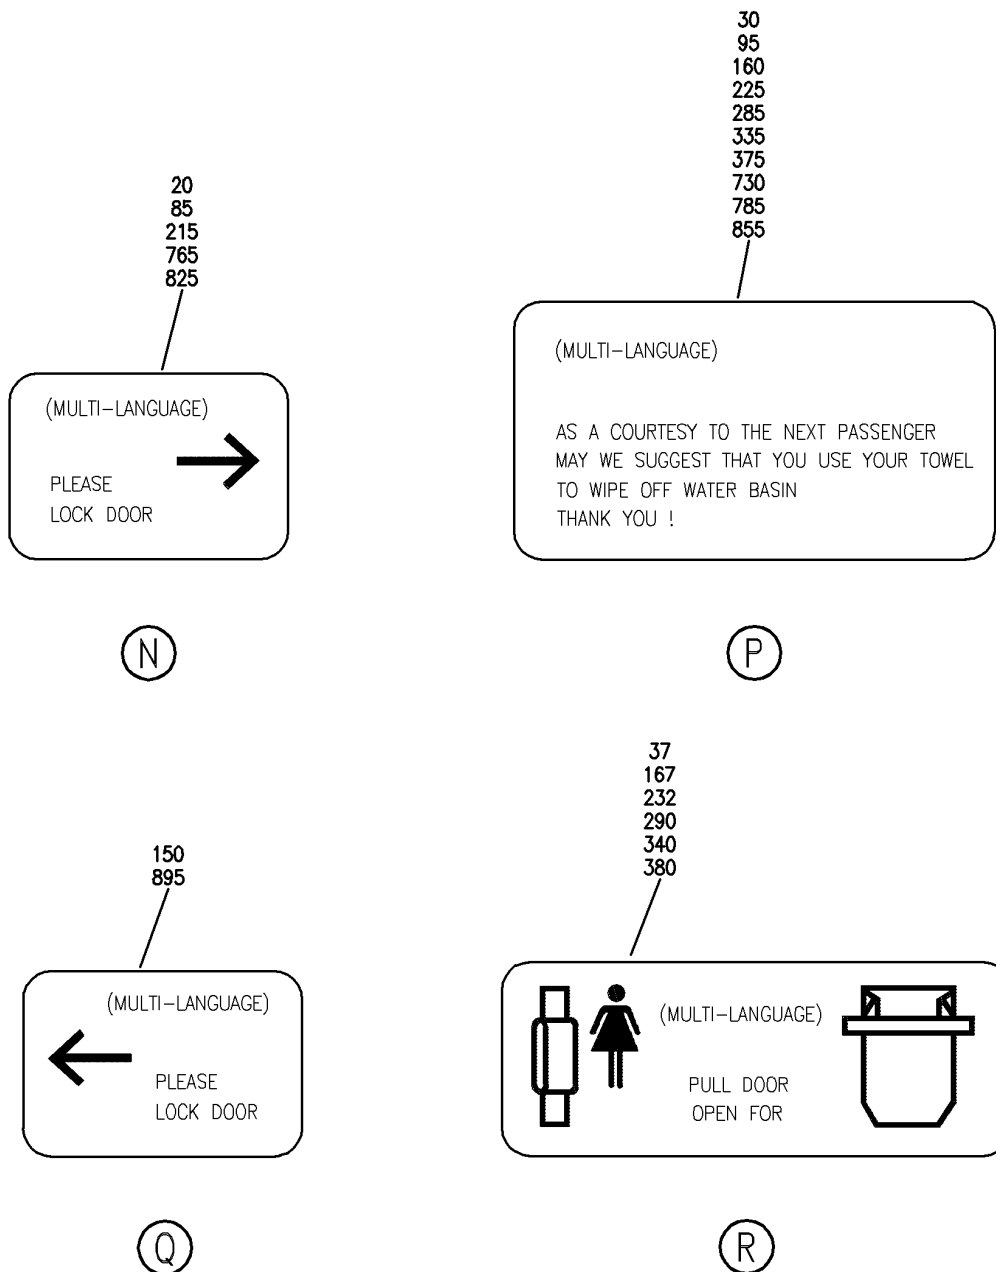 20
85
215
765
825
(MULTI-LANGUAGE)
PLEASE
LOCK DOOR
N
30
95
160
225
285
335
375
730
785
855
(MULTI-LANGUAGE)
AS A COURTESY TO THE NEXT PASSENGER
MAY WE SUGGEST THAT YOU USE YOUR TOWEL
TO WIPE OFF WATER BASIN
THANK YOU !
P
150
895
(MULTI-LANGUAGE)
PLEASE
LOCK DOOR
Q
37
167
232
290
340
380
(MULTI-LANGUAGE)
PULL DOOR
OPEN FOR
R